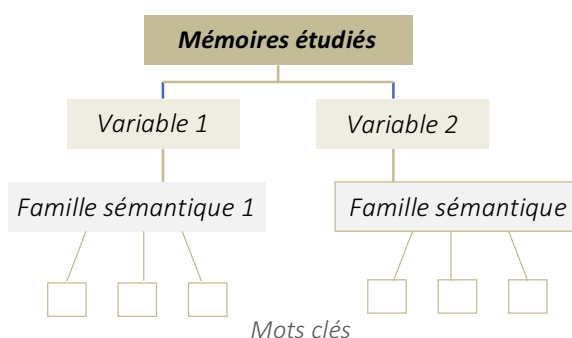 Mémoires étudiés
Variable 1
Variable 2
Famille sémantique 1
Famille sémantique
Mots clés